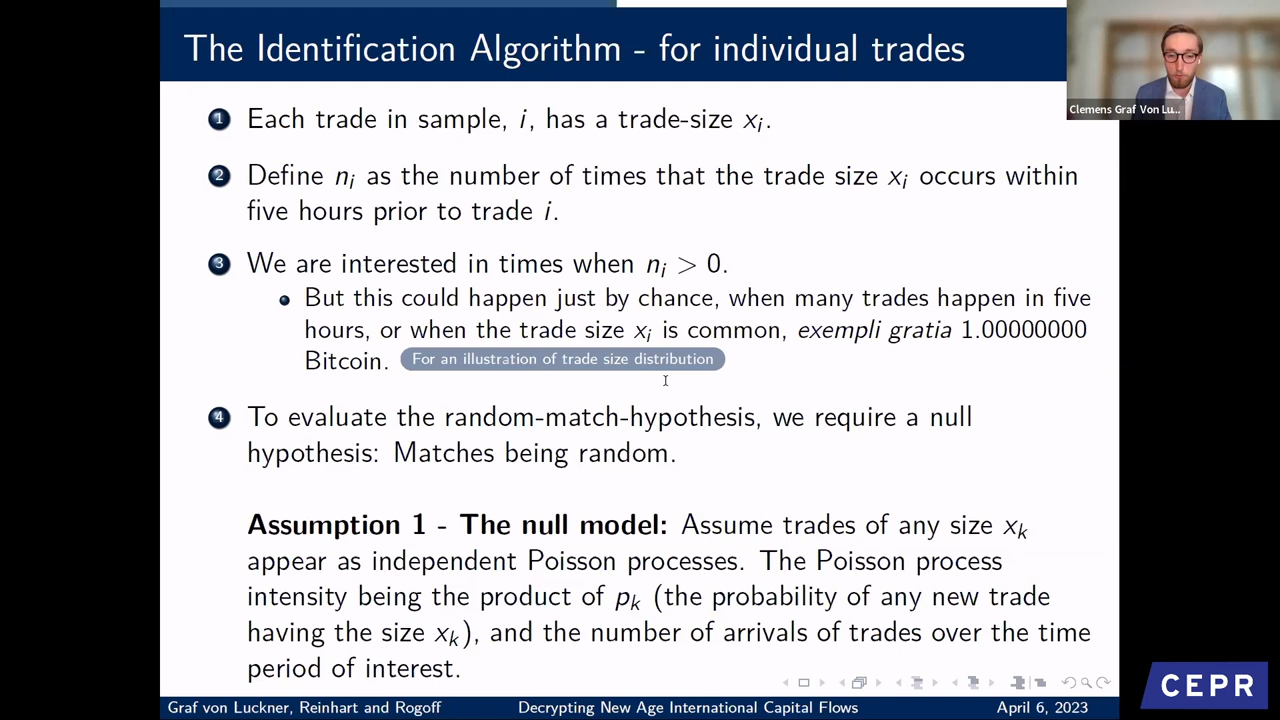 The Identification Algorithm - for individual trades
Clemens Graf Von Lu...
1 Each trade in sample, i, has a trade-size xᵢ.
2 Define nᵢ as the number of times that the trade size xᵢ occurs within
five hours prior to trade i.
3 We are interested in times when nᵢ > 0.
But this could happen just by chance, when many trades happen in five
hours, or when the trade size xᵢ is common, exempli gratia 1.00000000
Bitcoin. For an illustration of trade size distribution
4 To evaluate the random-match-hypothesis, we require a null
hypothesis: Matches being random.
Assumption 1 - The null model: Assume trades of any size xₖ
appear as independent Poisson processes. The Poisson process
intensity being the product of pₖ (the probability of any new trade
having the size xₖ), and the number of arrivals of trades over the time
period of interest.
CEPR
Graf von Luckner, Reinhart and Rogoff Decrypting New Age International Capital Flows April 6, 2023